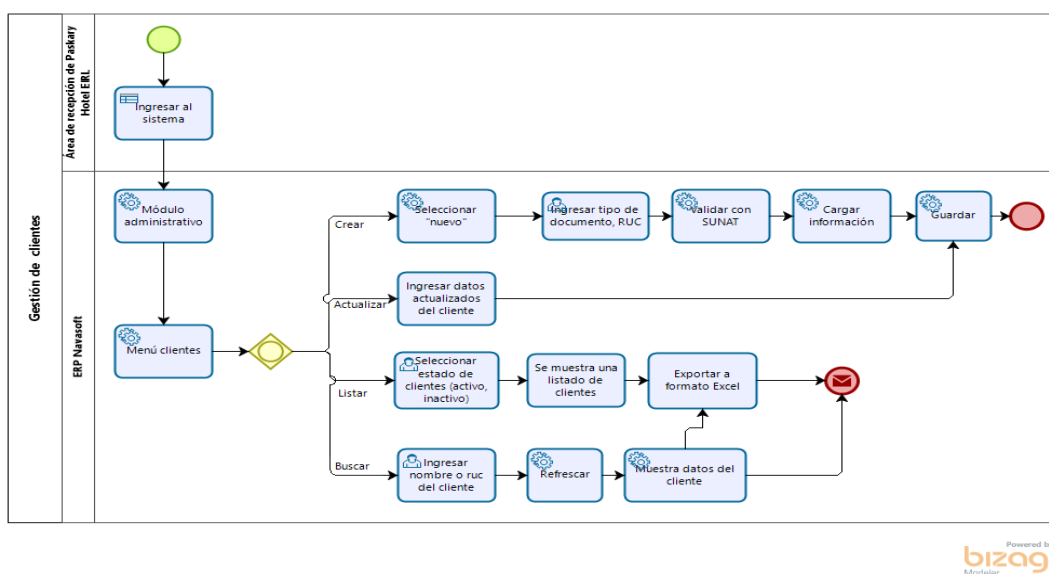 Gestión de clientes
Área de recepción de Paskary
Hotel EIRL
Ingresar al
sistema
ERP Navasoft
Módulo
administrativo
Menú clientes
Crear
Seleccionar
"nuevo"
Ingresar tipo de
documento, RUC
Validar con
SUNAT
Cargar
información
Guardar
Actualizar
Ingresar datos
actualizados
del cliente
Listar
Seleccionar
estado de
clientes (activo,
inactivo)
Se muestra una
listado de
clientes
Exportar a
formato Excel
Buscar
Ingresar
nombre o ruc
del cliente
Refrescar
Muestra datos del
cliente
Powered b
bizag
Modeler